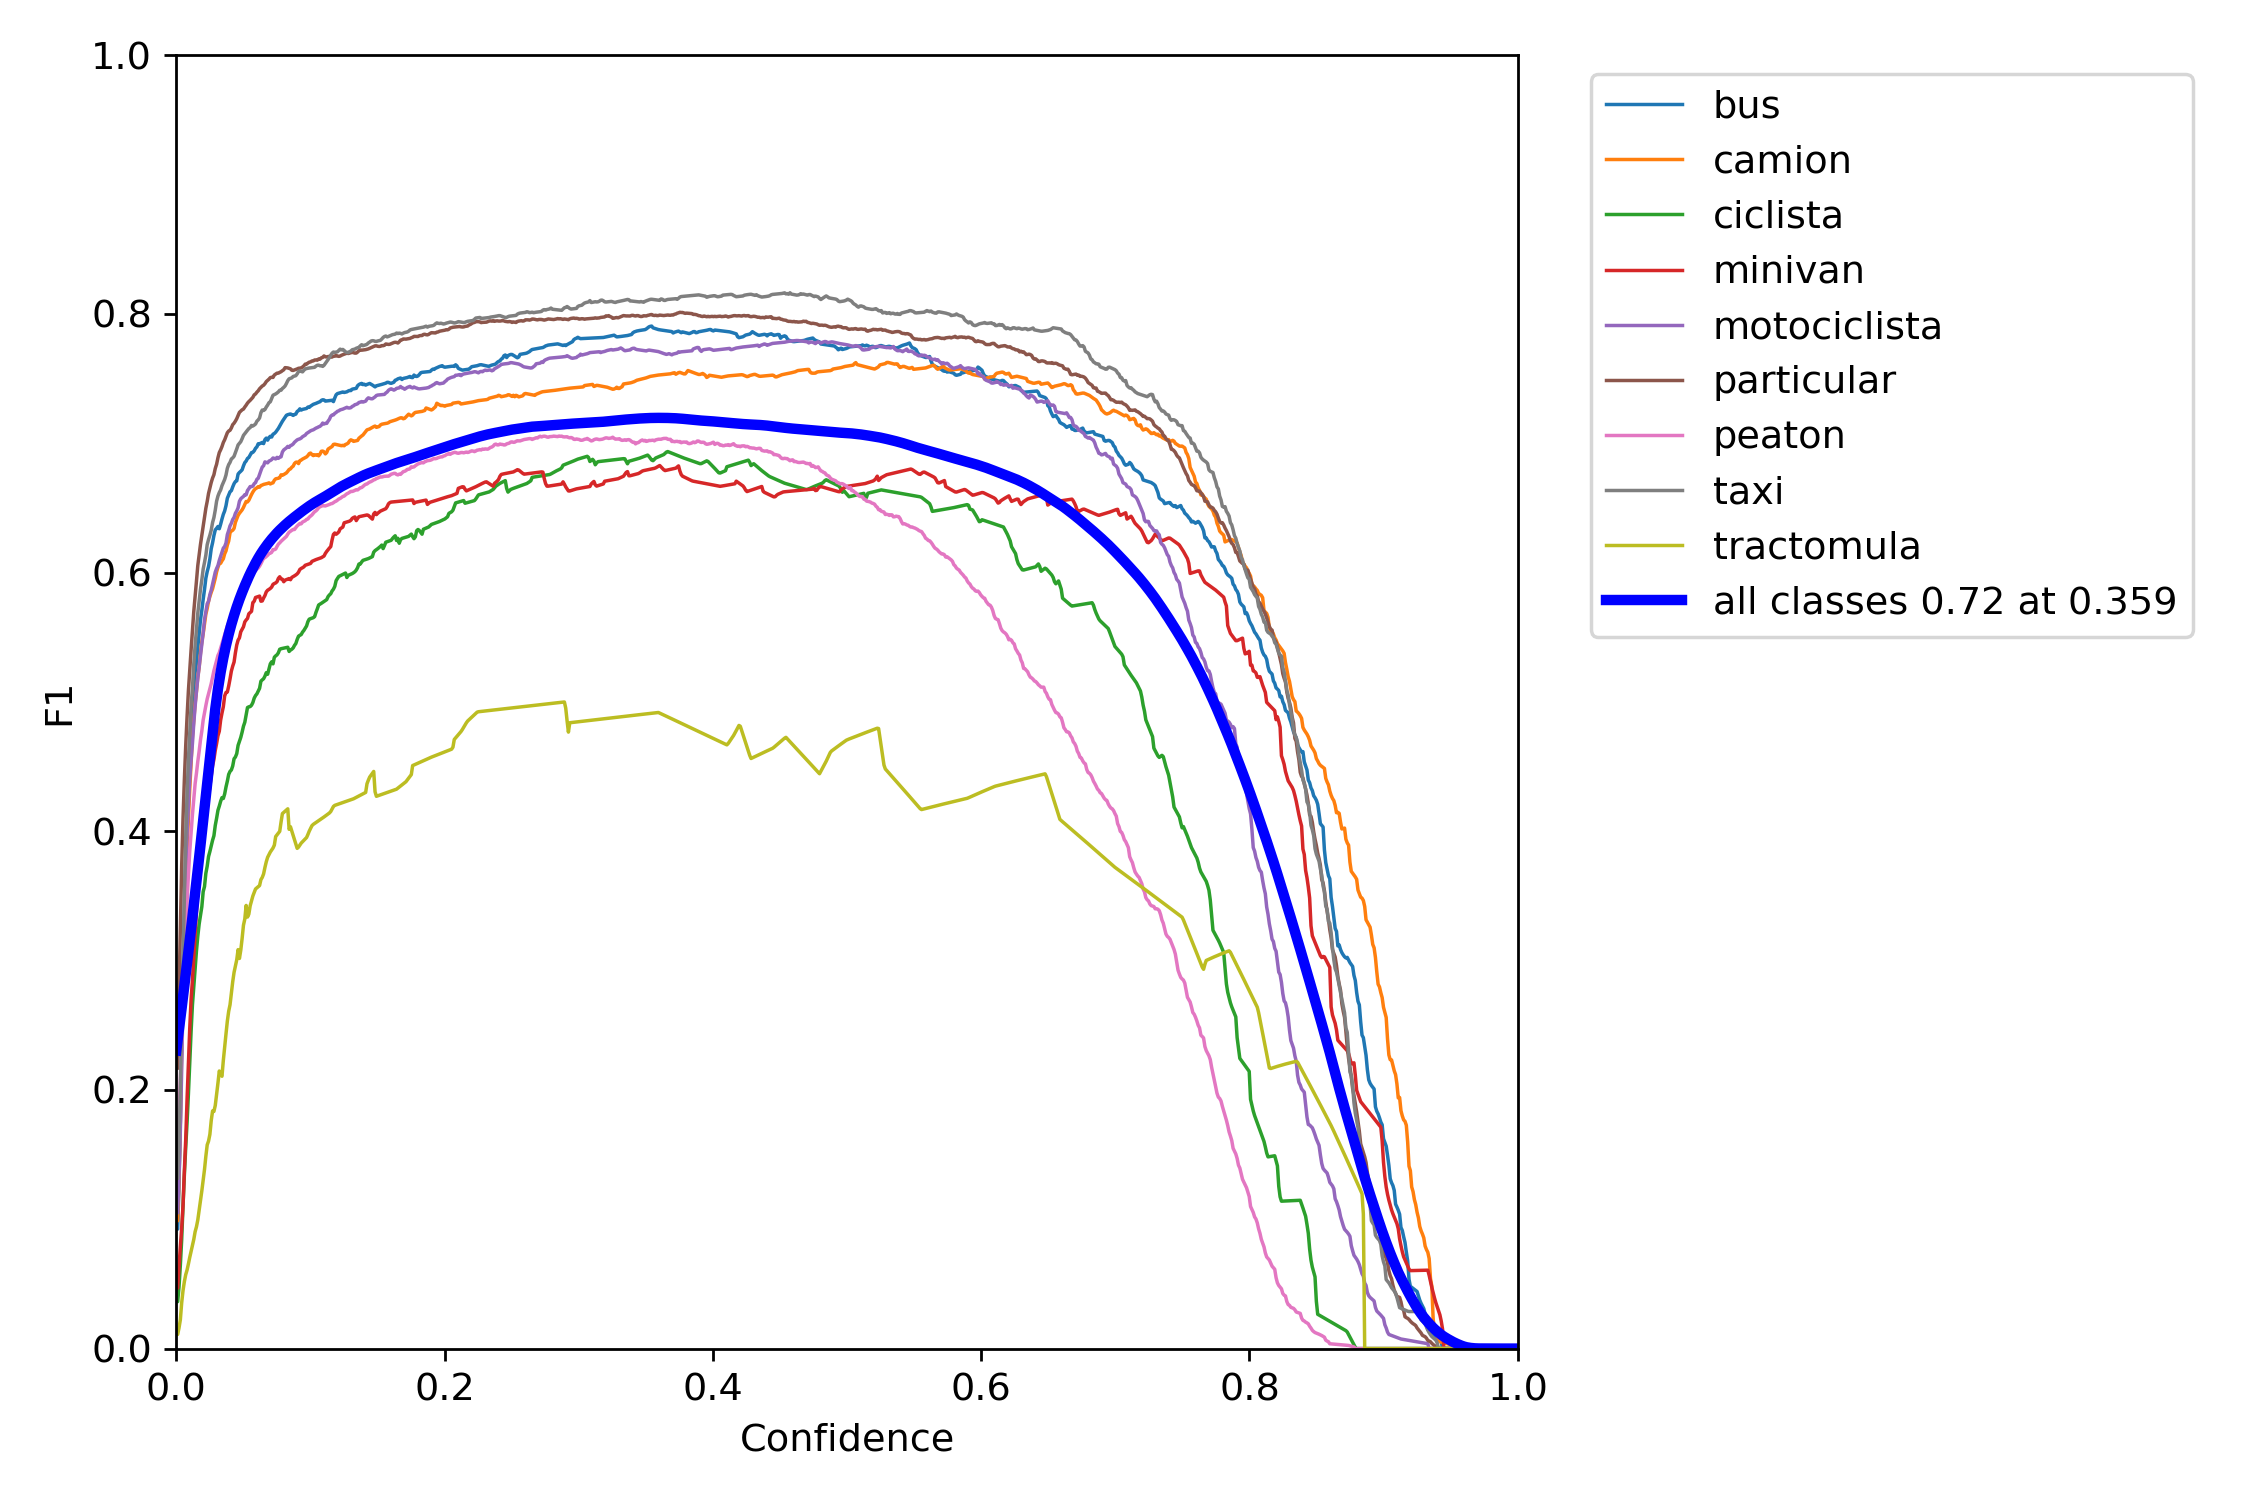 1.0
0.8
0.6
0.4
0.2
0.0
F1
0.0 0.2 0.4 0.6 0.8 1.0
Confidence
bus
camion
ciclista
minivan
motociclista
particular
peaton
taxi
tractomula
all classes 0.72 at 0.359